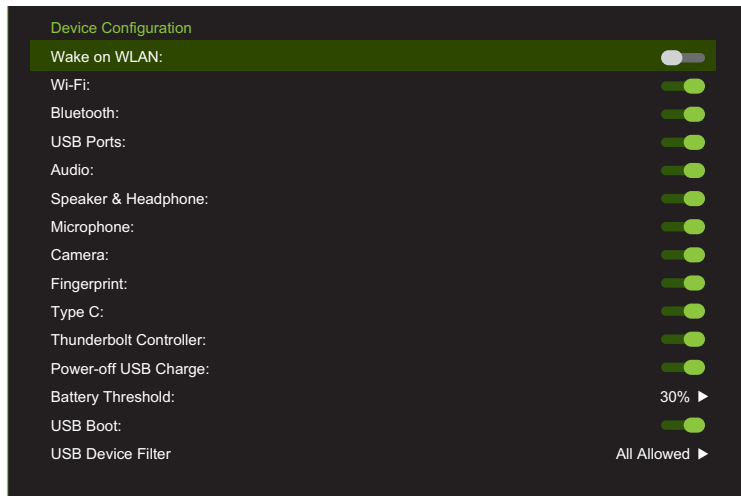 Device Configuration
Wake on WLAN:
Wi-Fi:
Bluetooth:
USB Ports:
Audio:
Speaker & Headphone:
Microphone:
Camera:
Fingerprint:
Type C:
Thunderbolt Controller:
Power-off USB Charge:
Battery Threshold: 30%
USB Boot:
USB Device Filter All Allowed